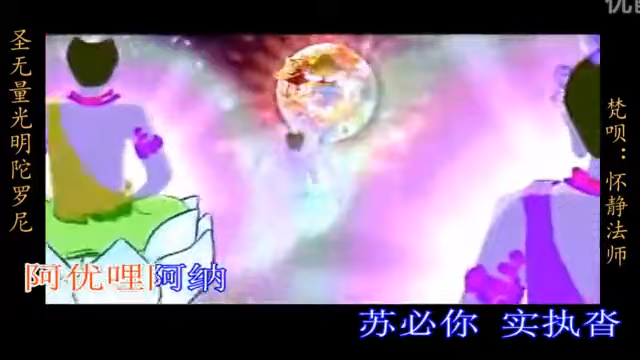 圣无量光明陀罗尼
梵呗：怀静法师
阿优哩阿纳
苏必你 实执沓